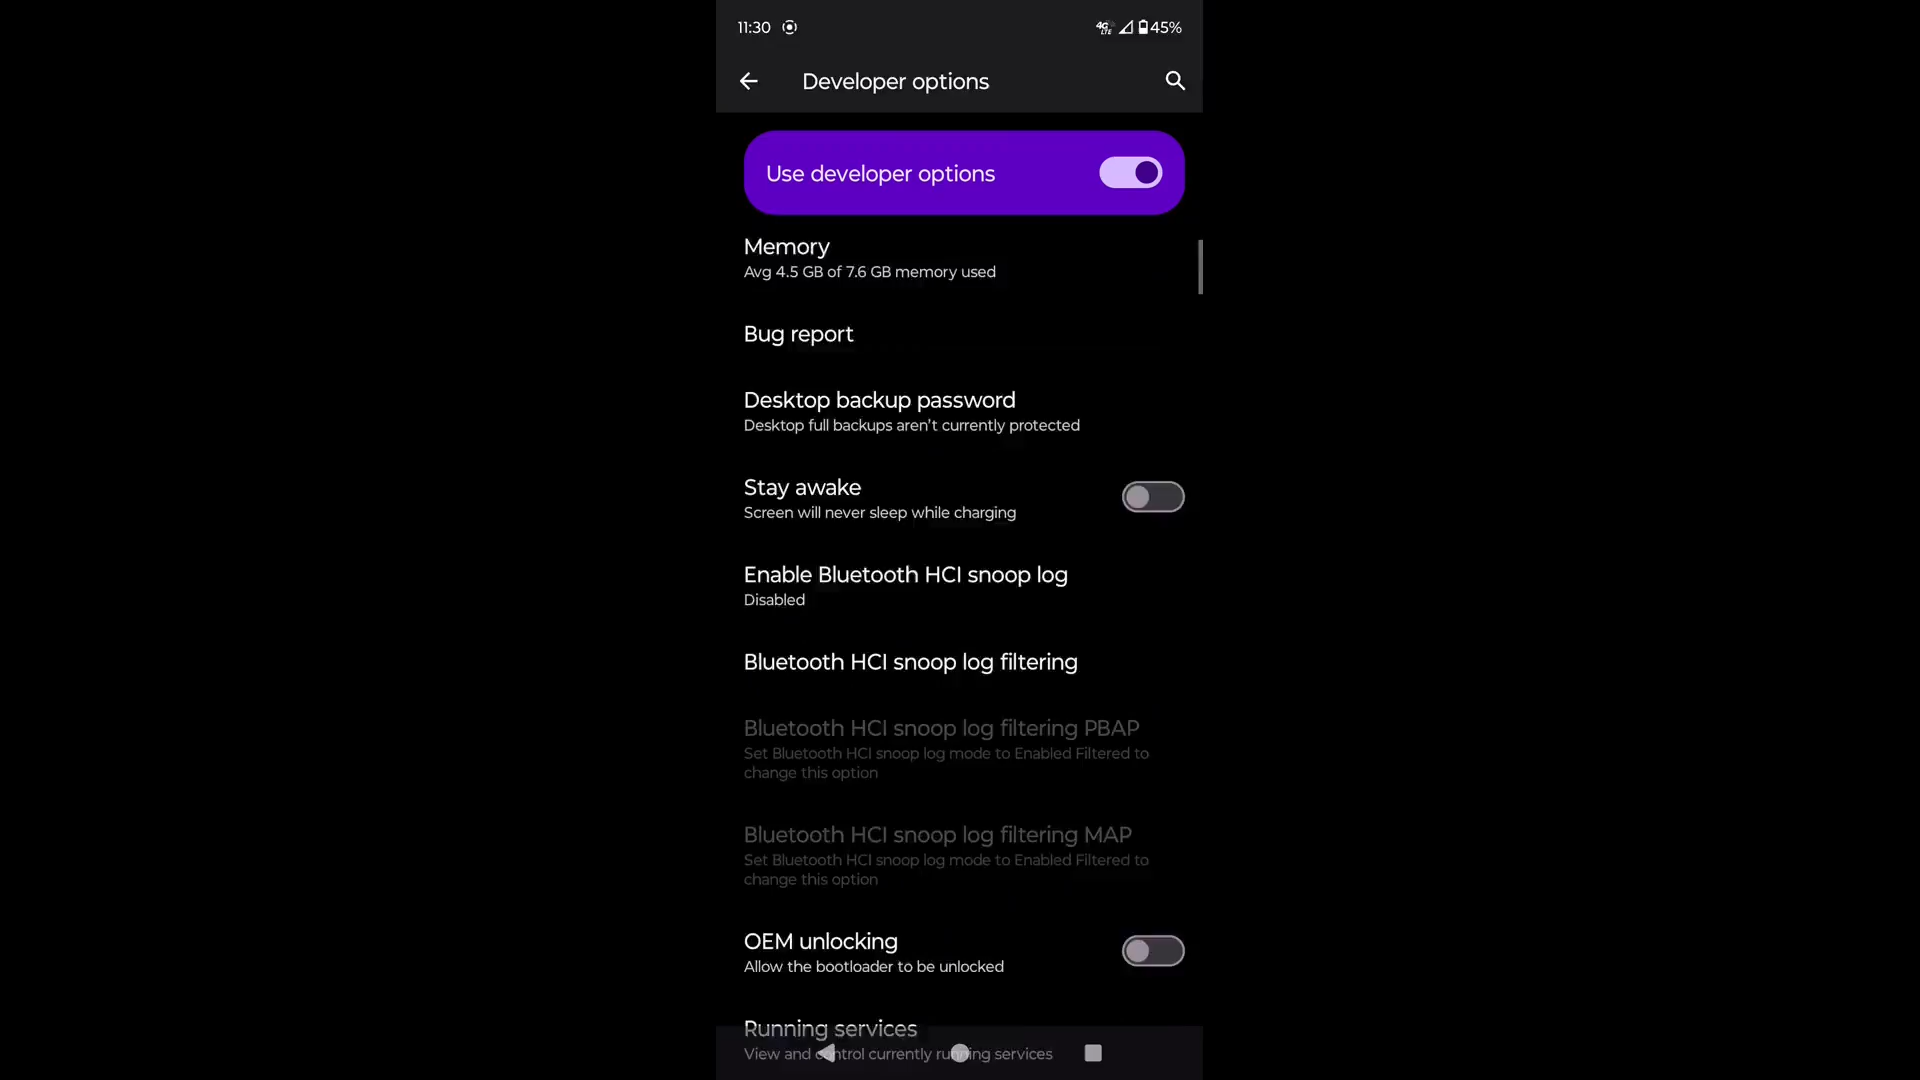 11:30
4G LTE
45%
Developer options
Use developer options
Memory
Avg 4.5 GB of 7.6 GB memory used
Bug report
Desktop backup password
Desktop full backups aren't currently protected
Stay awake
Screen will never sleep while charging
Enable Bluetooth HCI snoop log
Disabled
Bluetooth HCI snoop log filtering
Bluetooth HCI snoop log filtering PBAP
Set Bluetooth HCI snoop log mode to Enabled Filtered to
change this option
Bluetooth HCI snoop log filtering MAP
Set Bluetooth HCI snoop log mode to Enabled Filtered to
change this option
OEM unlocking
Allow the bootloader to be unlocked
Running services
View and control currently running services